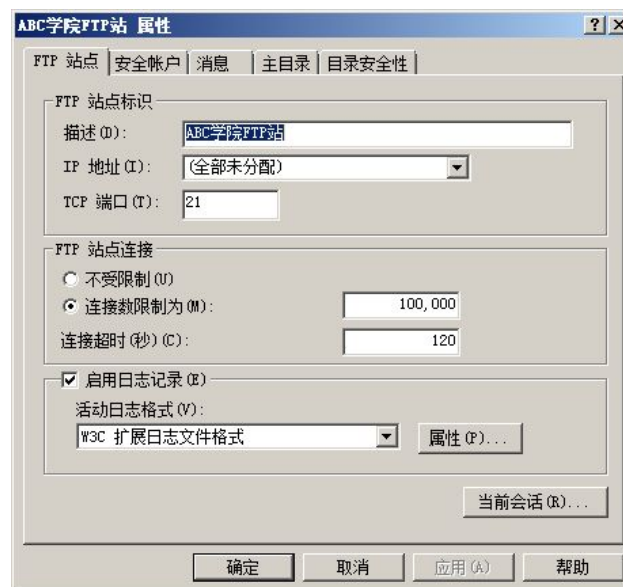 ABC学院FTP站 属性
FTP 站点 安全帐户 消息 主目录 目录安全性
FTP 站点标识
描述(D): ABC学院FTP站
IP 地址(I): (全部未分配)
TCP 端口(T): 21
FTP 站点连接
不受限制(U)
连接数限制为(M): 100,000
连接超时(秒)(C): 120
启用日志记录(E)
活动日志格式(V):
W3C 扩展日志文件格式 属性(P)...
当前会话(R)...
确定 取消 应用(A) 帮助